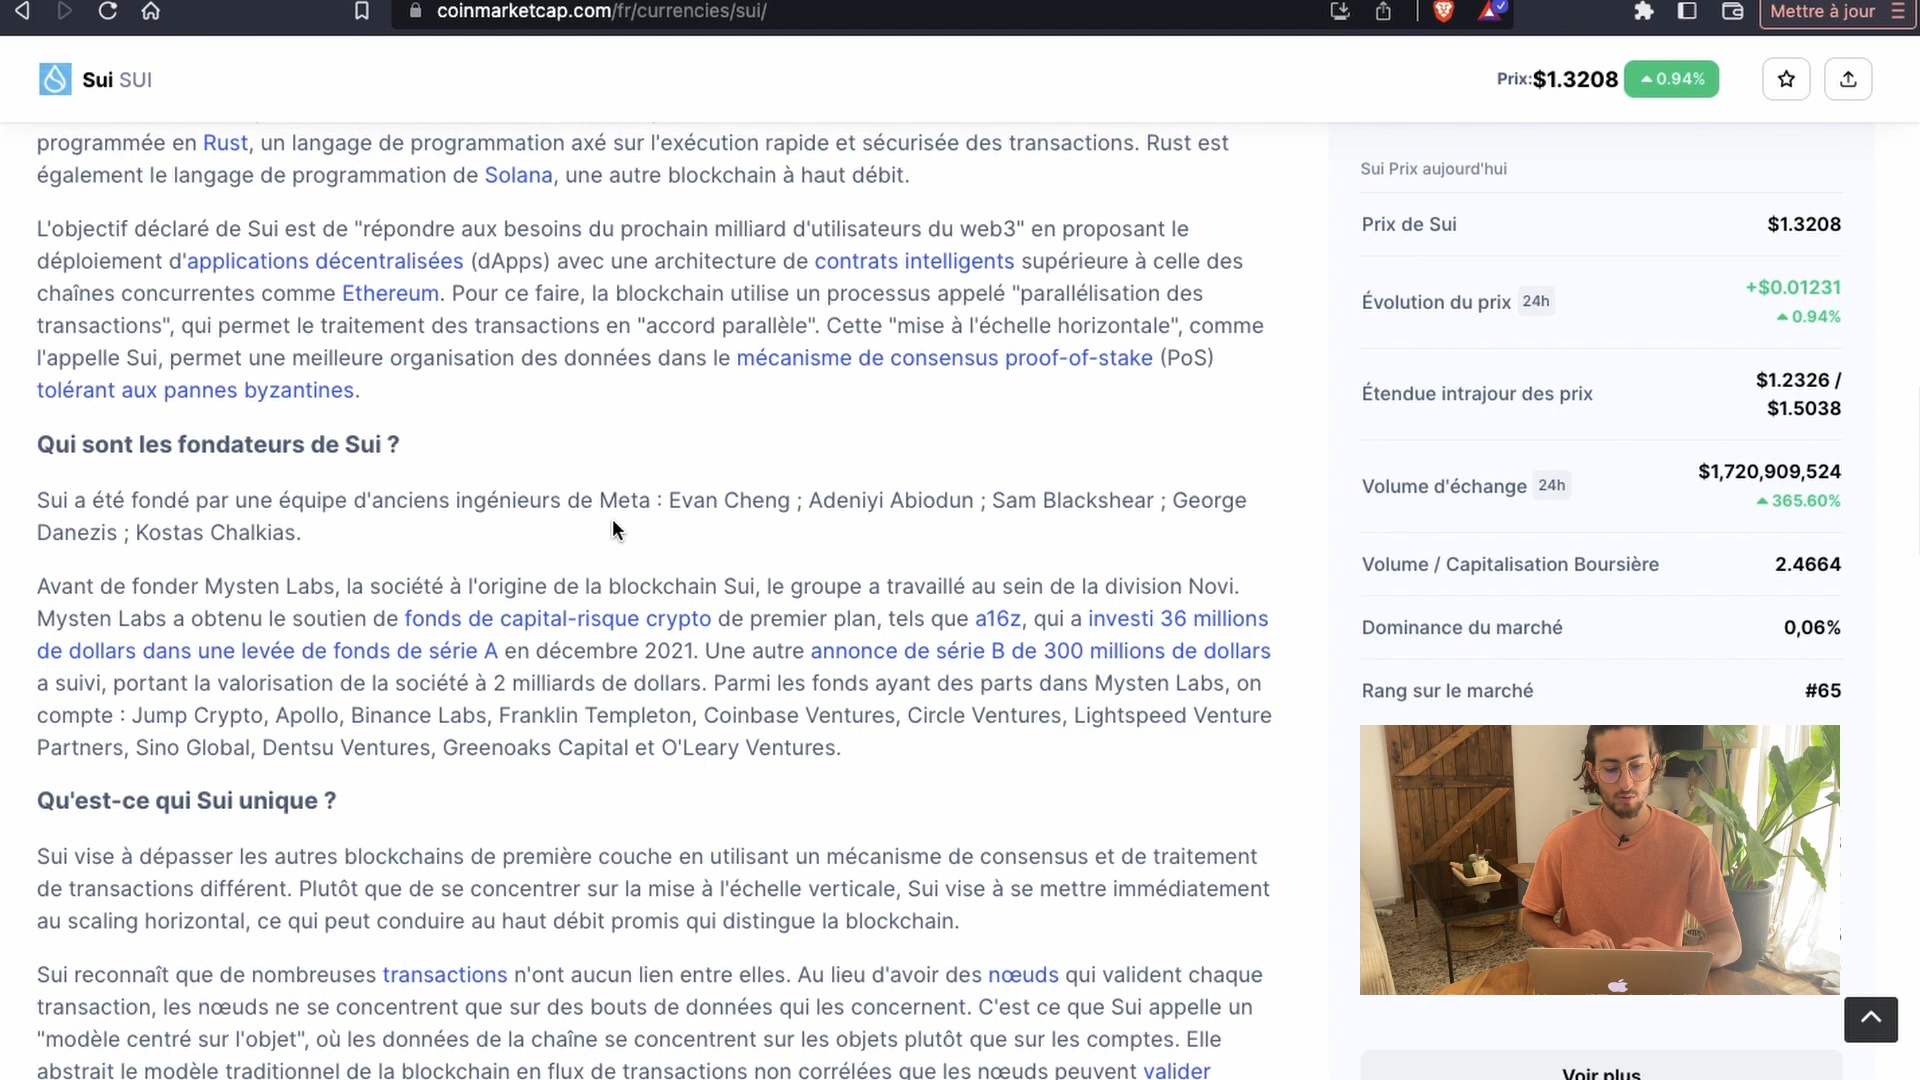 coinmarketcap.com/fr/currencies/sui/
Mettre à jour
Sui SUI
Prix:$1.3208 0.94%
programmée en Rust, un langage de programmation axé sur l'exécution rapide et sécurisée des transactions. Rust est
également le langage de programmation de Solana, une autre blockchain à haut débit.
L'objectif déclaré de Sui est de "répondre aux besoins du prochain milliard d'utilisateurs du web3" en proposant le
déploiement d'applications décentralisées (dApps) avec une architecture de contrats intelligents supérieure à celle des
chaînes concurrentes comme Ethereum. Pour ce faire, la blockchain utilise un processus appelé "parallélisation des
transactions", qui permet le traitement des transactions en "accord parallèle". Cette "mise à l'échelle horizontale", comme
l'appelle Sui, permet une meilleure organisation des données dans le mécanisme de consensus proof-of-stake (PoS)
tolérant aux pannes byzantines.
Qui sont les fondateurs de Sui ?
Sui a été fondé par une équipe d'anciens ingénieurs de Meta : Evan Cheng ; Adeniyi Abiodun ; Sam Blackshear ; George
Danezis ; Kostas Chalkias.
Avant de fonder Mysten Labs, la société à l'origine de la blockchain Sui, le groupe a travaillé au sein de la division Novi.
Mysten Labs a obtenu le soutien de fonds de capital-risque crypto de premier plan, tels que a16z, qui a investi 36 millions
de dollars dans une levée de fonds de série A en décembre 2021. Une autre annonce de série B de 300 millions de dollars
a suivi, portant la valorisation de la société à 2 milliards de dollars. Parmi les fonds ayant des parts dans Mysten Labs, on
compte : Jump Crypto, Apollo, Binance Labs, Franklin Templeton, Coinbase Ventures, Circle Ventures, Lightspeed Venture
Partners, Sino Global, Dentsu Ventures, Greenoaks Capital et O'Leary Ventures.
Qu'est-ce qui Sui unique ?
Sui vise à dépasser les autres blockchains de première couche en utilisant un mécanisme de consensus et de traitement
de transactions différent. Plutôt que de se concentrer sur la mise à l'échelle verticale, Sui vise à se mettre immédiatement
au scaling horizontal, ce qui peut conduire au haut débit promis qui distingue la blockchain.
Sui reconnaît que de nombreuses transactions n'ont aucun lien entre elles. Au lieu d'avoir des nœuds qui valident chaque
transaction, les nœuds ne se concentrent que sur des bouts de données qui les concernent. C'est ce que Sui appelle un
"modèle centré sur l'objet", où les données de la chaîne se concentrent sur les objets plutôt que sur les comptes. Elle
abstrait le modèle traditionnel de la blockchain en flux de transactions non corrélées que les nœuds peuvent valider
Sui Prix aujourd'hui
Prix de Sui $1.3208
Évolution du prix 24h +$0.01231
0.94%
Étendue intrajour des prix $1.2326 /
$1.5038
Volume d'échange 24h $1,720,909,524
365.60%
Volume / Capitalisation Boursière 2.4664
Dominance du marché 0,06%
Rang sur le marché #65
Voir plus